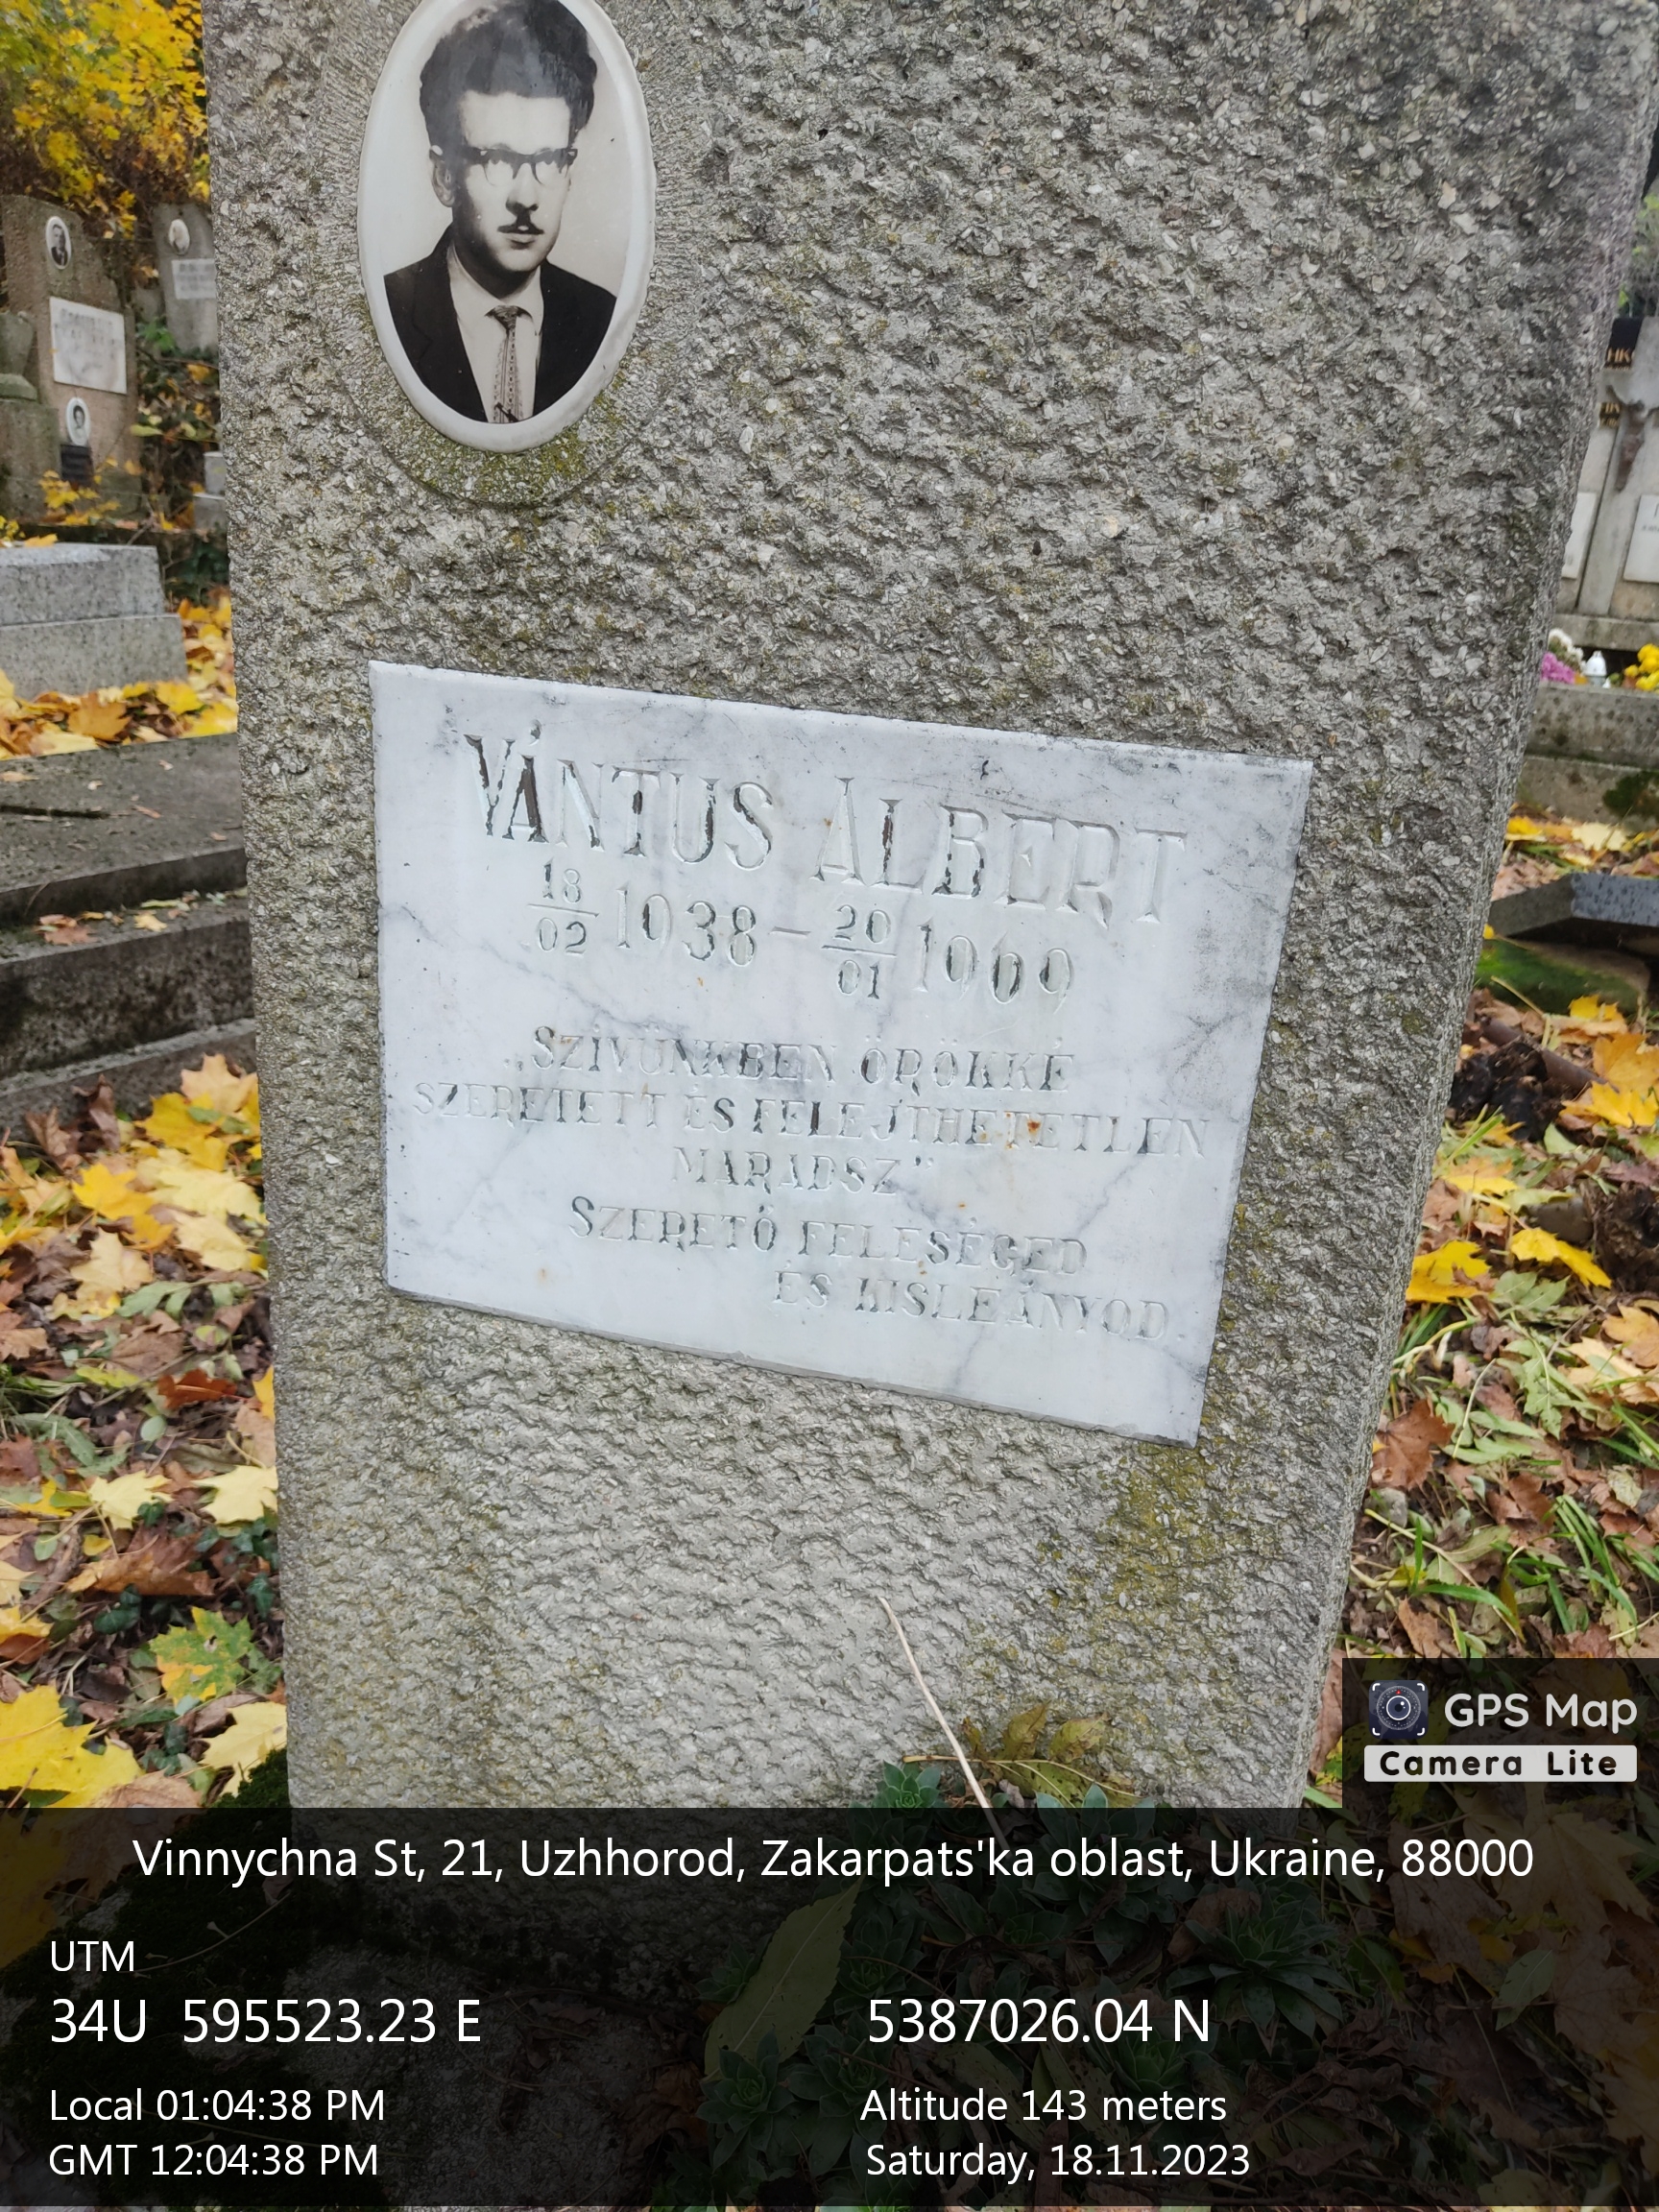 VÁNTUS ALBERT
18/02 1938 – 20/01 1969
„SZÍVÜNKBEN ÖRÖKKÉ
SZERETETT ÉS FELEJTHETETLEN
MARADSZ”
SZERETŐ FELESÉGED
ÉS KISLEÁNYOD.
GPS Map
Camera Lite
Vinnychna St, 21, Uzhhorod, Zakarpats'ka oblast, Ukraine, 88000
UTM
34U 595523.23 E 5387026.04 N
Local 01:04:38 PM Altitude 143 meters
GMT 12:04:38 PM Saturday, 18.11.2023